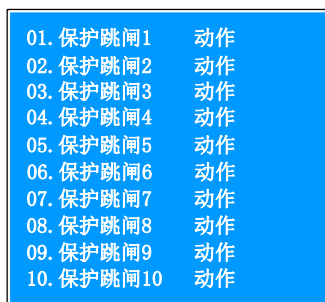 01. 保护跳闸1 动作
02. 保护跳闸2 动作
03. 保护跳闸3 动作
04. 保护跳闸4 动作
05. 保护跳闸5 动作
06. 保护跳闸6 动作
07. 保护跳闸7 动作
08. 保护跳闸8 动作
09. 保护跳闸9 动作
10. 保护跳闸10 动作